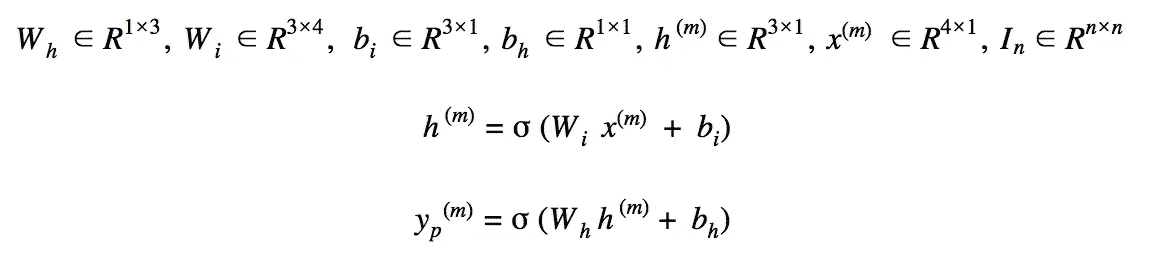 W_h ∈ R^{1×3}, W_i ∈ R^{3×4}, b_i ∈ R^{3×1}, b_h ∈ R^{1×1}, h^{(m)} ∈ R^{3×1}, x^{(m)} ∈ R^{4×1}, I_n ∈ R^{n×n}
h^{(m)} = σ (W_i x^{(m)} + b_i)
y_p^{(m)} = σ (W_h h^{(m)} + b_h)